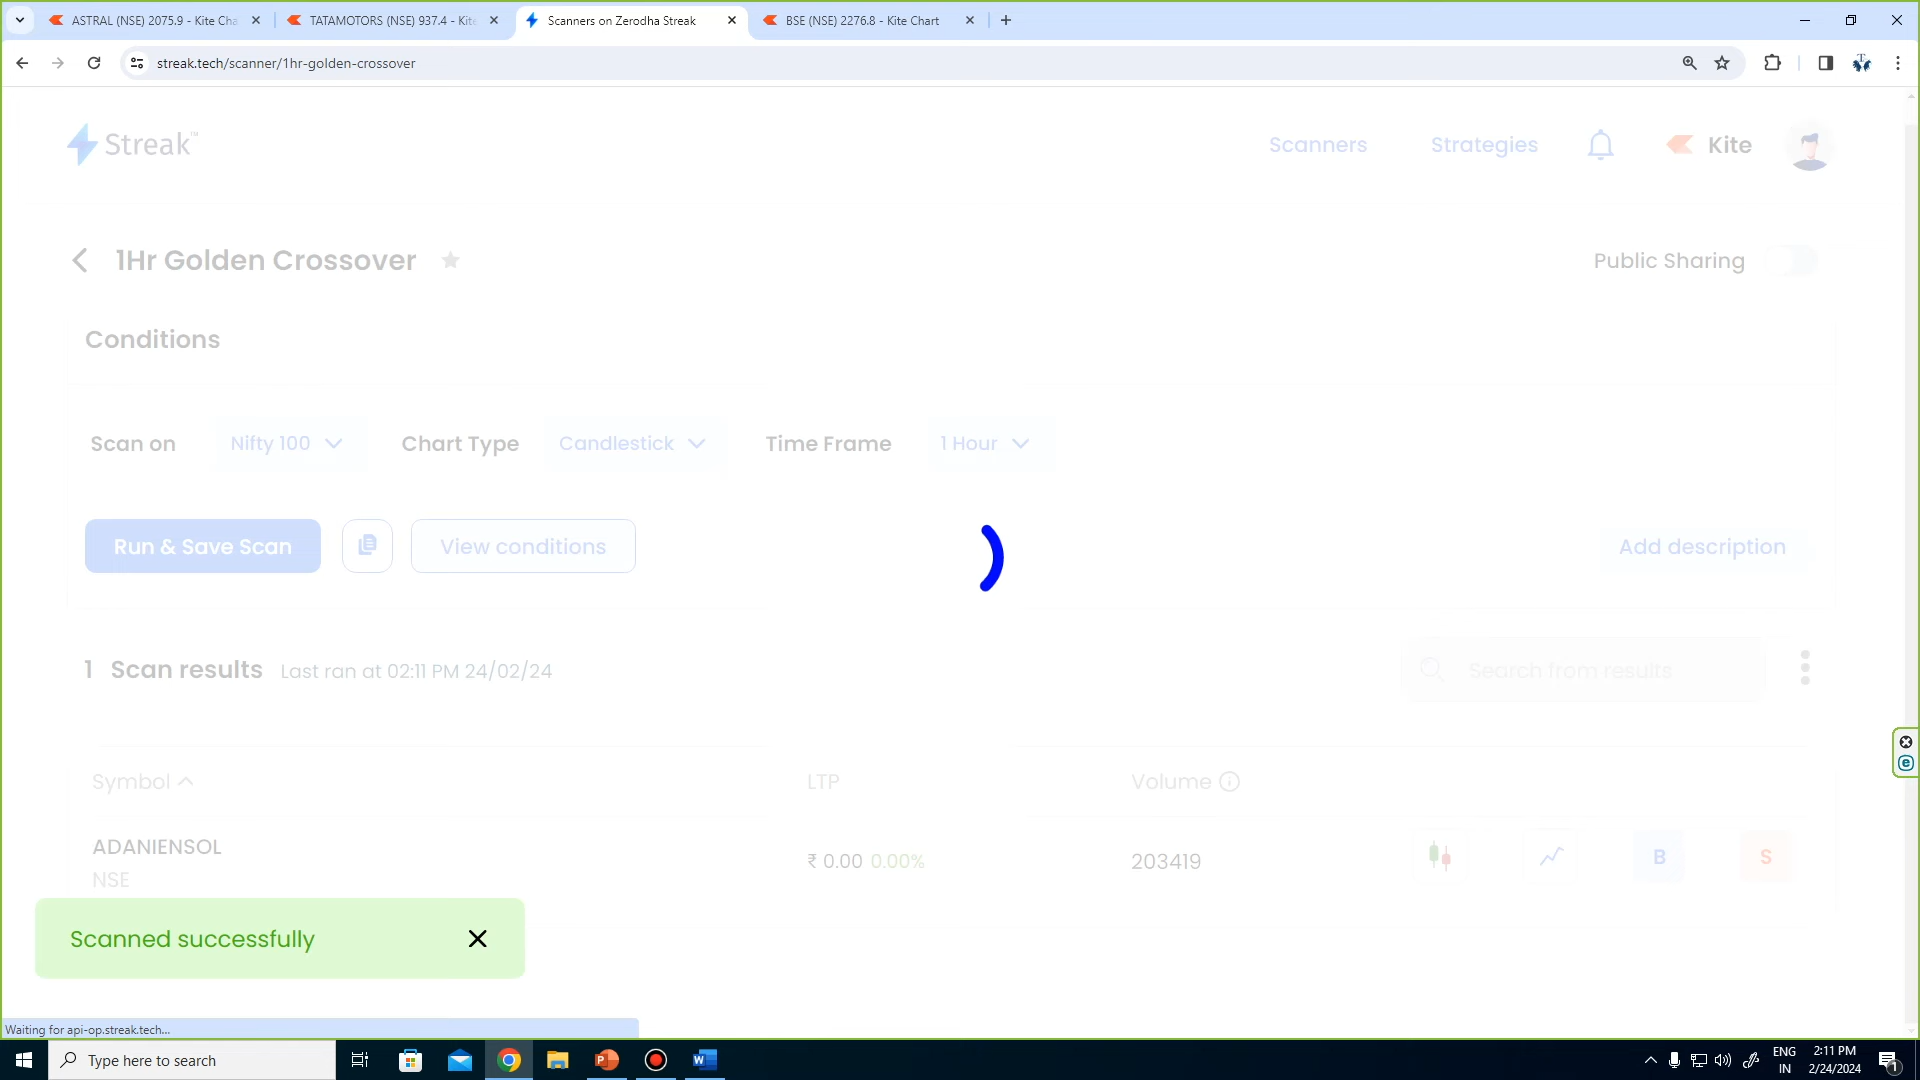 ASTRAL (NSE) 2075.9 - Kite Cha
TATAMOTORS (NSE) 937.4 - Kite
Scanners on Zerodha Streak
BSE (NSE) 2276.8 - Kite Chart
streak.tech/scanner/1hr-golden-crossover
Streak™
Scanners
Strategies
Kite
1Hr Golden Crossover
Public Sharing
Conditions
Scan on
Nifty 100
Chart Type
Candlestick
Time Frame
1 Hour
Run & Save Scan
View conditions
Add description
1 Scan results
Last ran at 02:11 PM 24/02/24
Search from results
Symbol
LTP
Volume
ADANIENSOL
NSE
₹ 0.00 0.00%
203419
B
S
Scanned successfully
Waiting for api-op.streak.tech...
Type here to search
ENG
IN
2:11 PM
2/24/2024
1